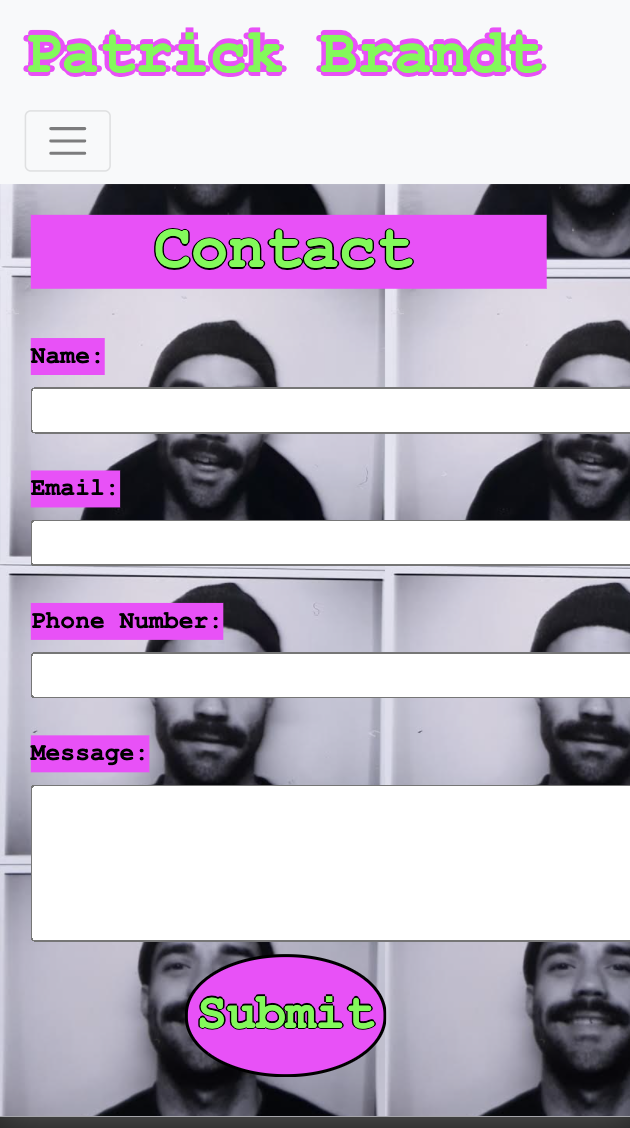 Patrick Brandt
Contact
Name:
Email:
Phone Number:
Message:
Submit